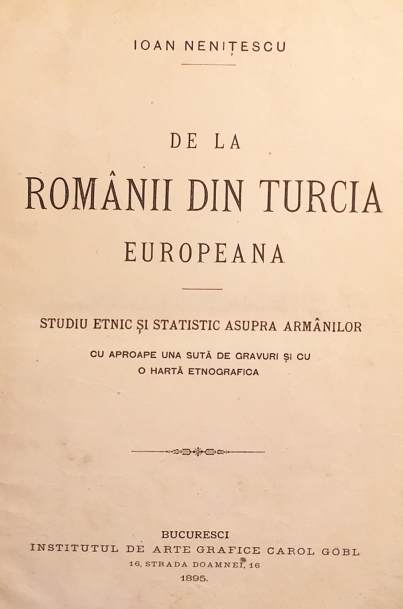 IOAN NENIȚESCU
DE LA
ROMÂNII DIN TURCIA
EUROPEANA
STUDIU ETNIC ȘI STATISTIC ASUPRA ARMÂNILOR
CU APROAPE UNA SUTĂ DE GRAVURI ȘI CU
O HARTĂ ETNOGRAFICA
BUCURESCI
INSTITUTUL DE ARTE GRAFICE CAROL GÖBL
16, STRADA DOAMNEI, 16
1895.